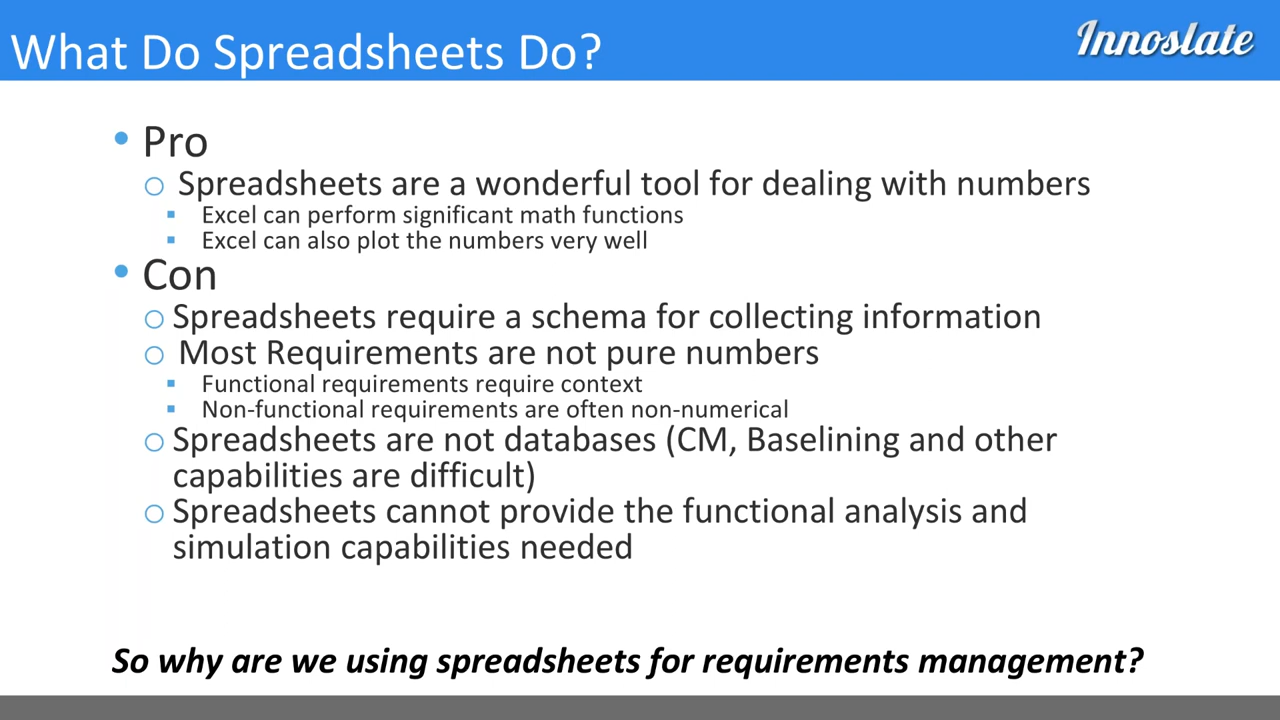 What Do Spreadsheets Do?
Innoslate
• Pro
o Spreadsheets are a wonderful tool for dealing with numbers
▪ Excel can perform significant math functions
▪ Excel can also plot the numbers very well
• Con
o Spreadsheets require a schema for collecting information
o Most Requirements are not pure numbers
▪ Functional requirements require context
▪ Non-functional requirements are often non-numerical
o Spreadsheets are not databases (CM, Baselining and other
capabilities are difficult)
o Spreadsheets cannot provide the functional analysis and
simulation capabilities needed
So why are we using spreadsheets for requirements management?